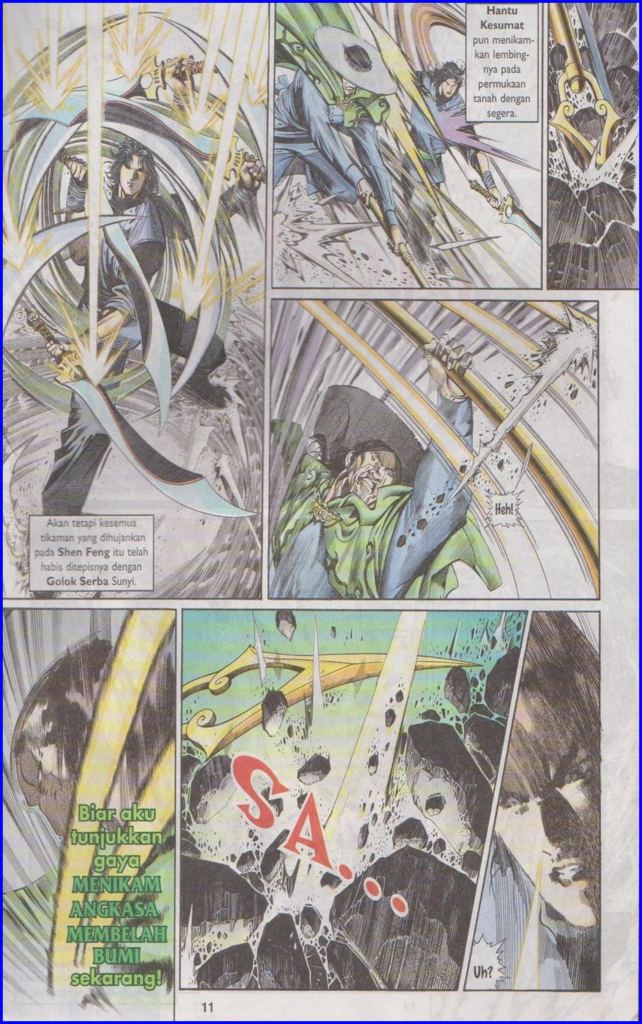 Hantu
Kesumat
pun menikam-
kan lembing-
nya pada
permukaan
tanah dengan
segera.
Akan tetapi kesemua
tikaman yang dihujankan
pada Shen Feng itu telah
habis ditepisnya dengan
Golok Serba Sunyi.
Heh!
Biar aku
tunjukkan
gaya
MENIKAM
ANGKASA
MEMBELAH
BUMI
sekarang!
SA...
Uh?
11